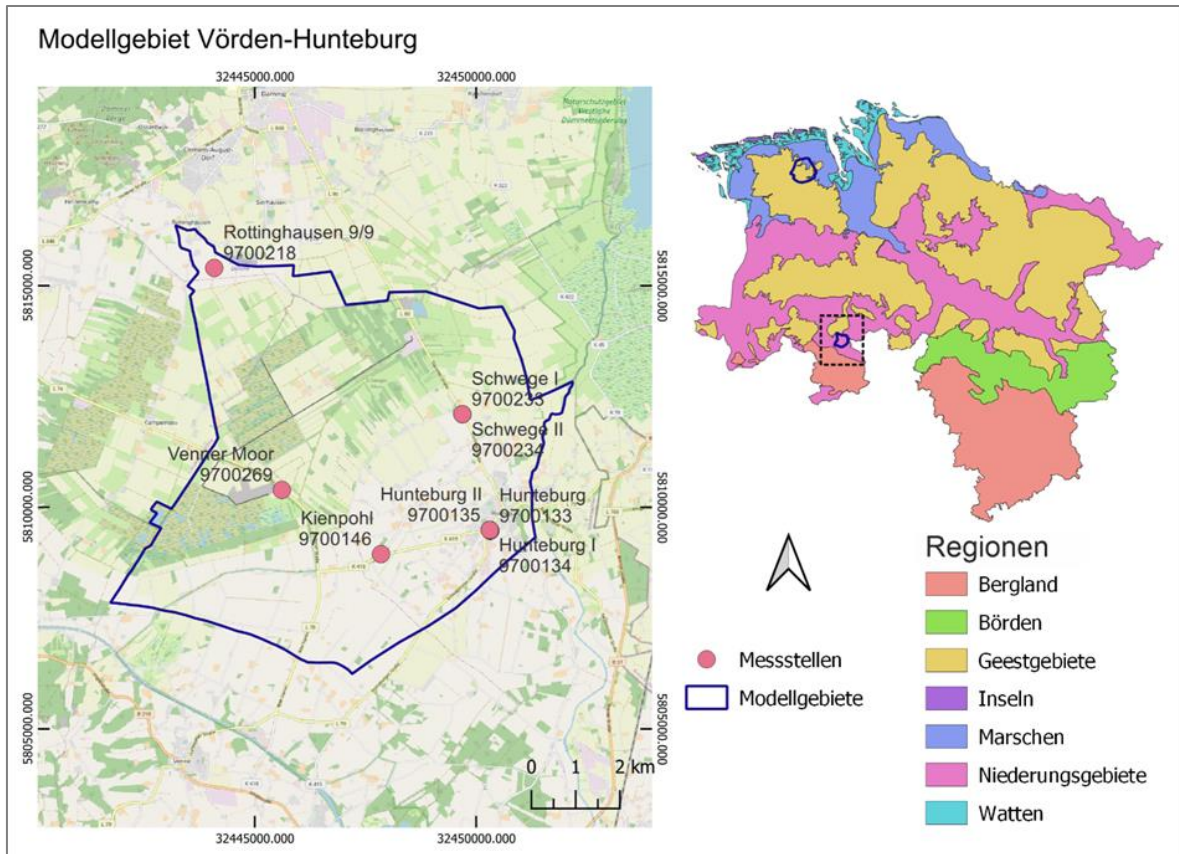 Modellgebiet Vörden-Hunteburg
32445000.000
32450000.000
5815000.000
5815000.000
Rottinghausen 9/9
9700218
Schwege I
9700233
Schwege II
9700234
Venner Moor
9700269
Hunteburg II
9700135
Hunteburg
9700133
Kienpohl
9700146
Hunteburg I
9700134
5810000.000
5810000.000
5805000.000
5805000.000
0 1 2 km
32445000.000
32450000.000
Messstellen
Modellgebiete
Regionen
Bergland
Börden
Geestgebiete
Inseln
Marschen
Niederungsgebiete
Watten